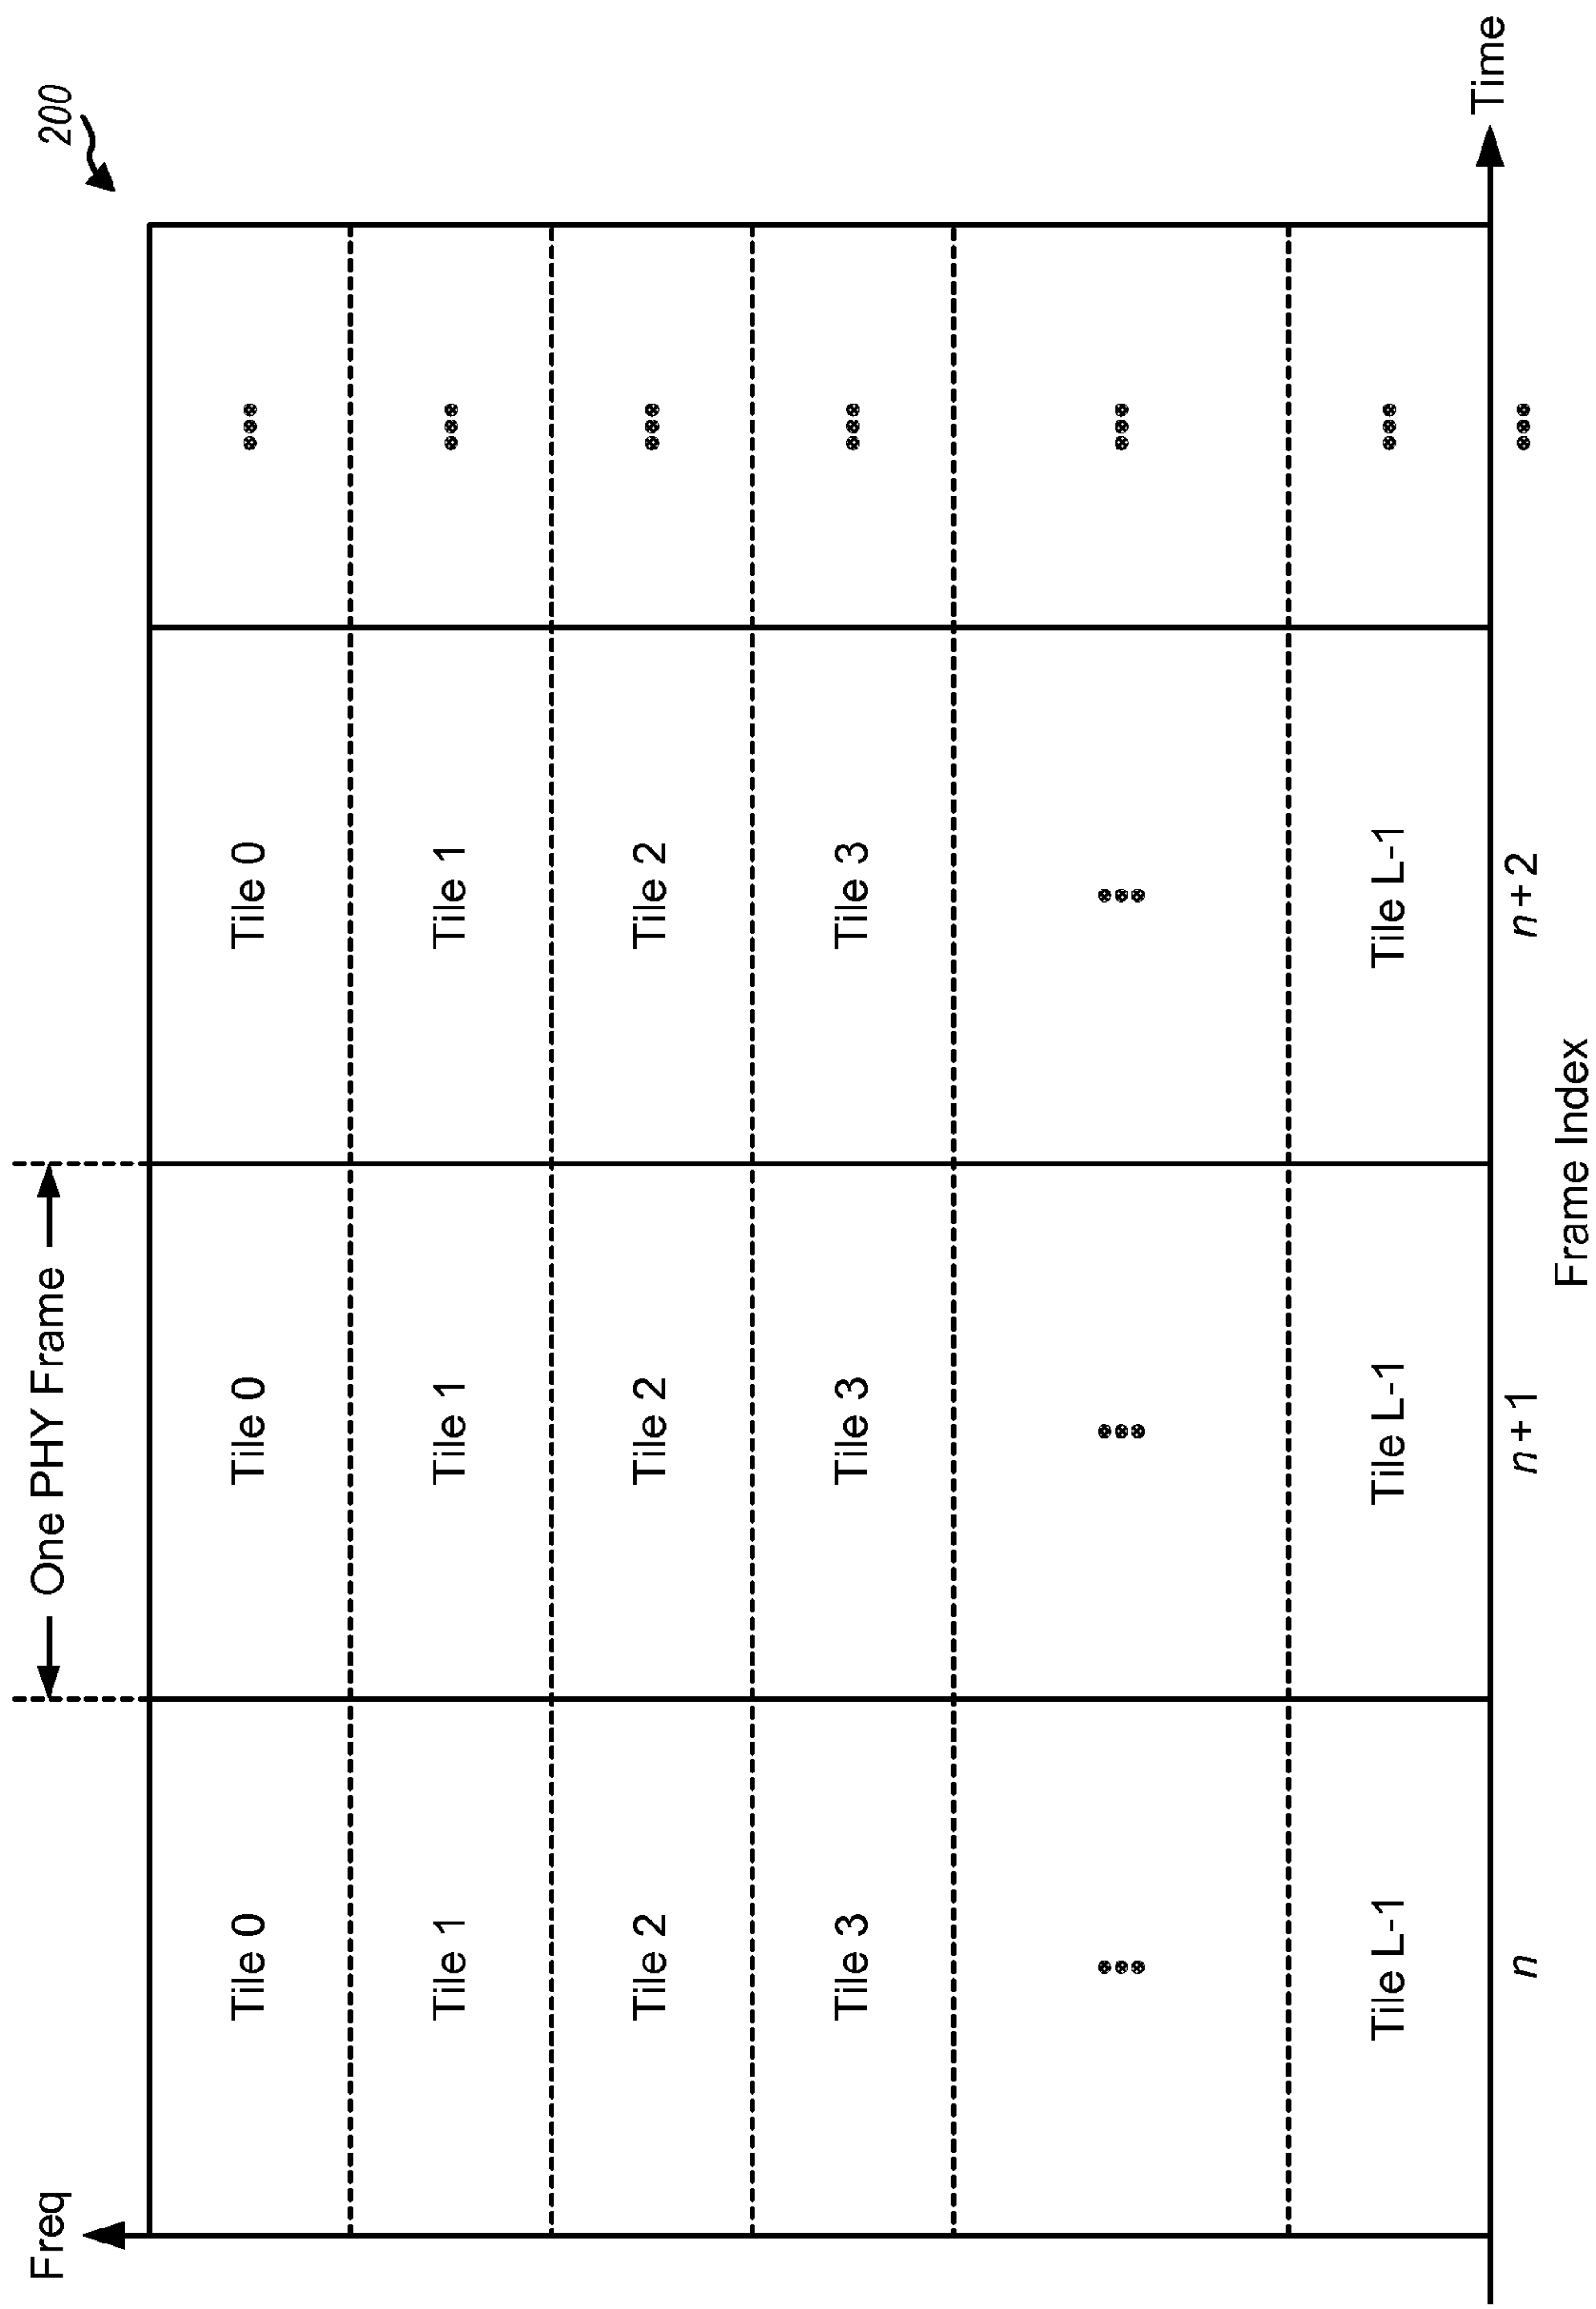 200
One PHY Frame
Freq
Tile 0 Tile 0 Tile 0
Tile 1 Tile 1 Tile 1
Tile 2 Tile 2 Tile 2
Tile 3 Tile 3 Tile 3
Tile L-1 Tile L-1 Tile L-1
Time
n n+1 n+2
Frame Index